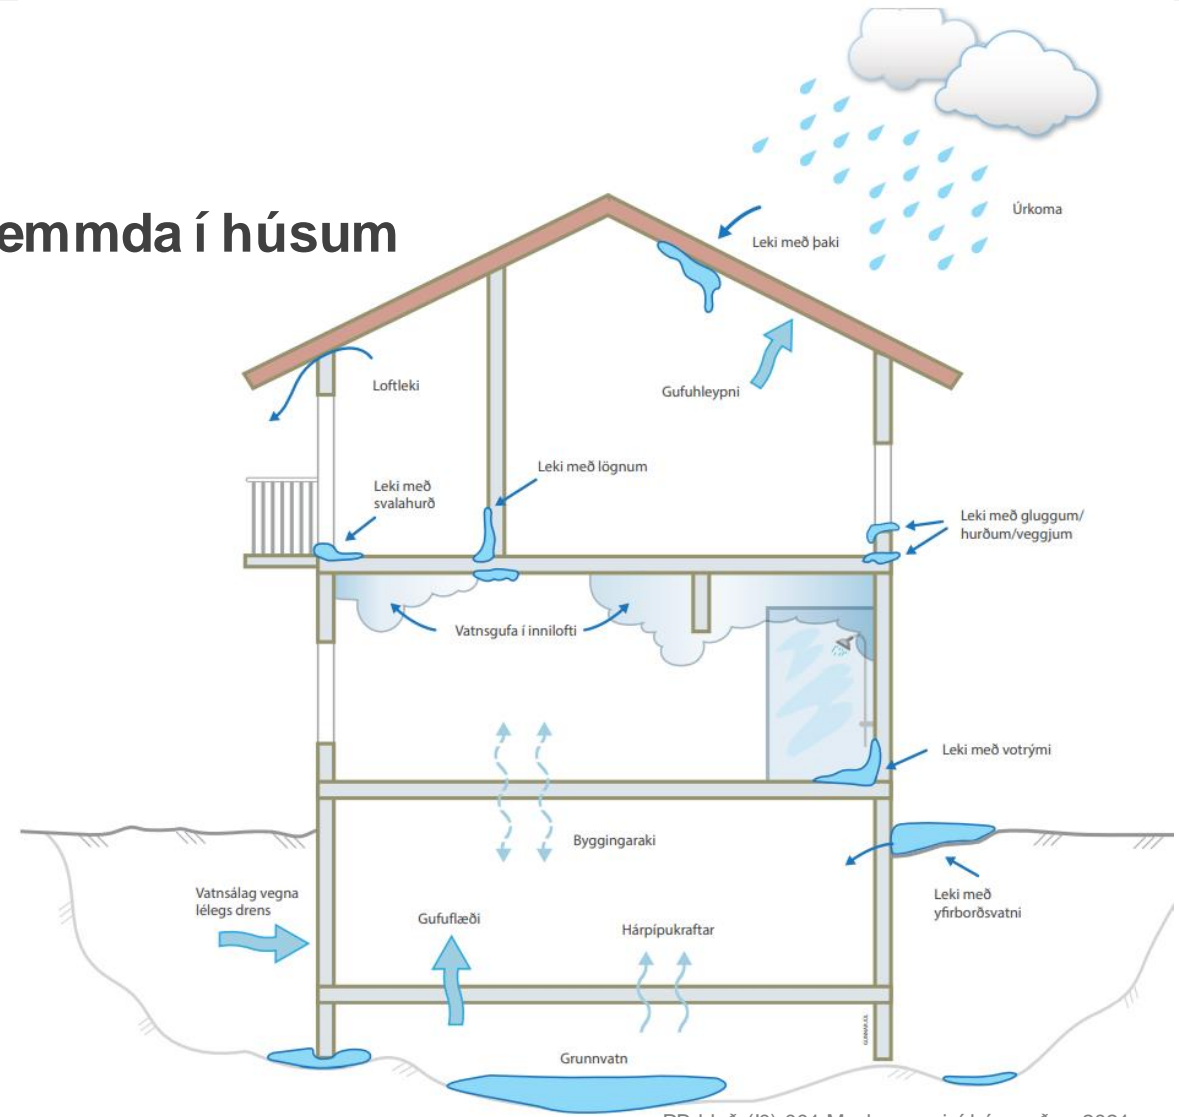 emmda í húsum
Úrkoma
Leki með þaki
Loftleki
Gufuhleypni
Leki með lögnum
Leki með
svalahurð
Leki með gluggum/
hurðum/veggjum
Vatnsgufa í innilofti
Leki með votrými
Byggingaraki
Vatnsálag vegna
lélegs drens
Gufuflæði
Hárpípukraftar
Leki með
yfirborðsvatni
Grunnvatn